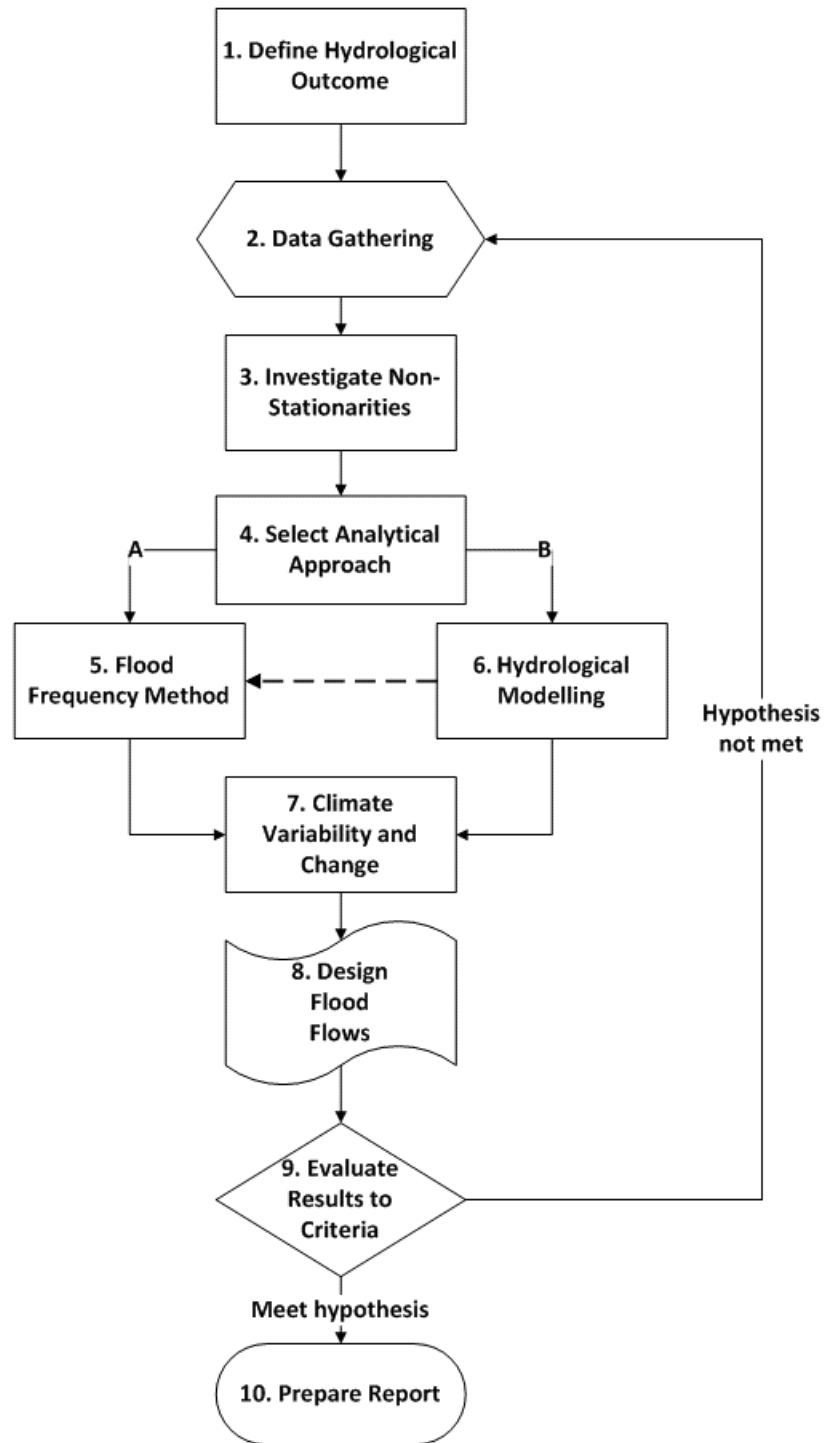 1. Define Hydrological
Outcome
2. Data Gathering
3. Investigate Non-
Stationarities
4. Select Analytical
Approach
A
B
5. Flood
Frequency Method
6. Hydrological
Modelling
Hypothesis
not met
7. Climate
Variability and
Change
8. Design
Flood
Flows
9. Evaluate
Results to
Criteria
Meet hypothesis
10. Prepare Report